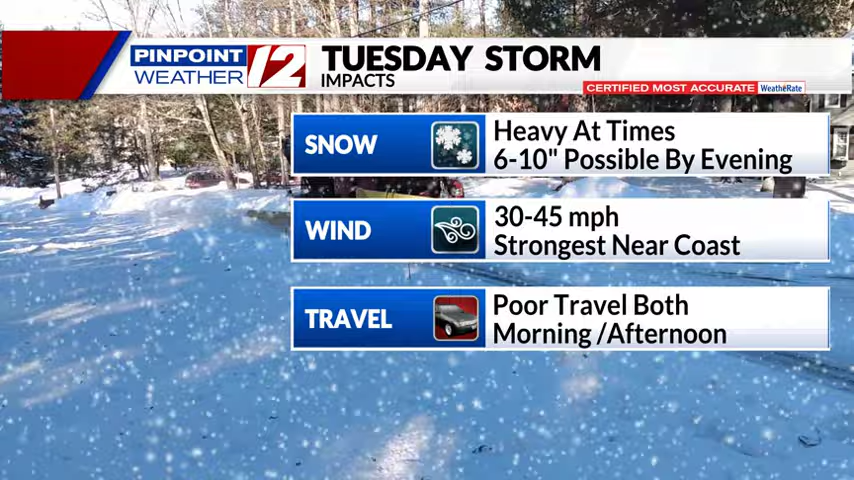 PINPOINT
WEATHER 12
TUESDAY STORM
IMPACTS
CERTIFIED MOST ACCURATE WeatheRate
SNOW
Heavy At Times
6-10" Possible By Evening
WIND
30-45 mph
Strongest Near Coast
TRAVEL
Poor Travel Both
Morning /Afternoon